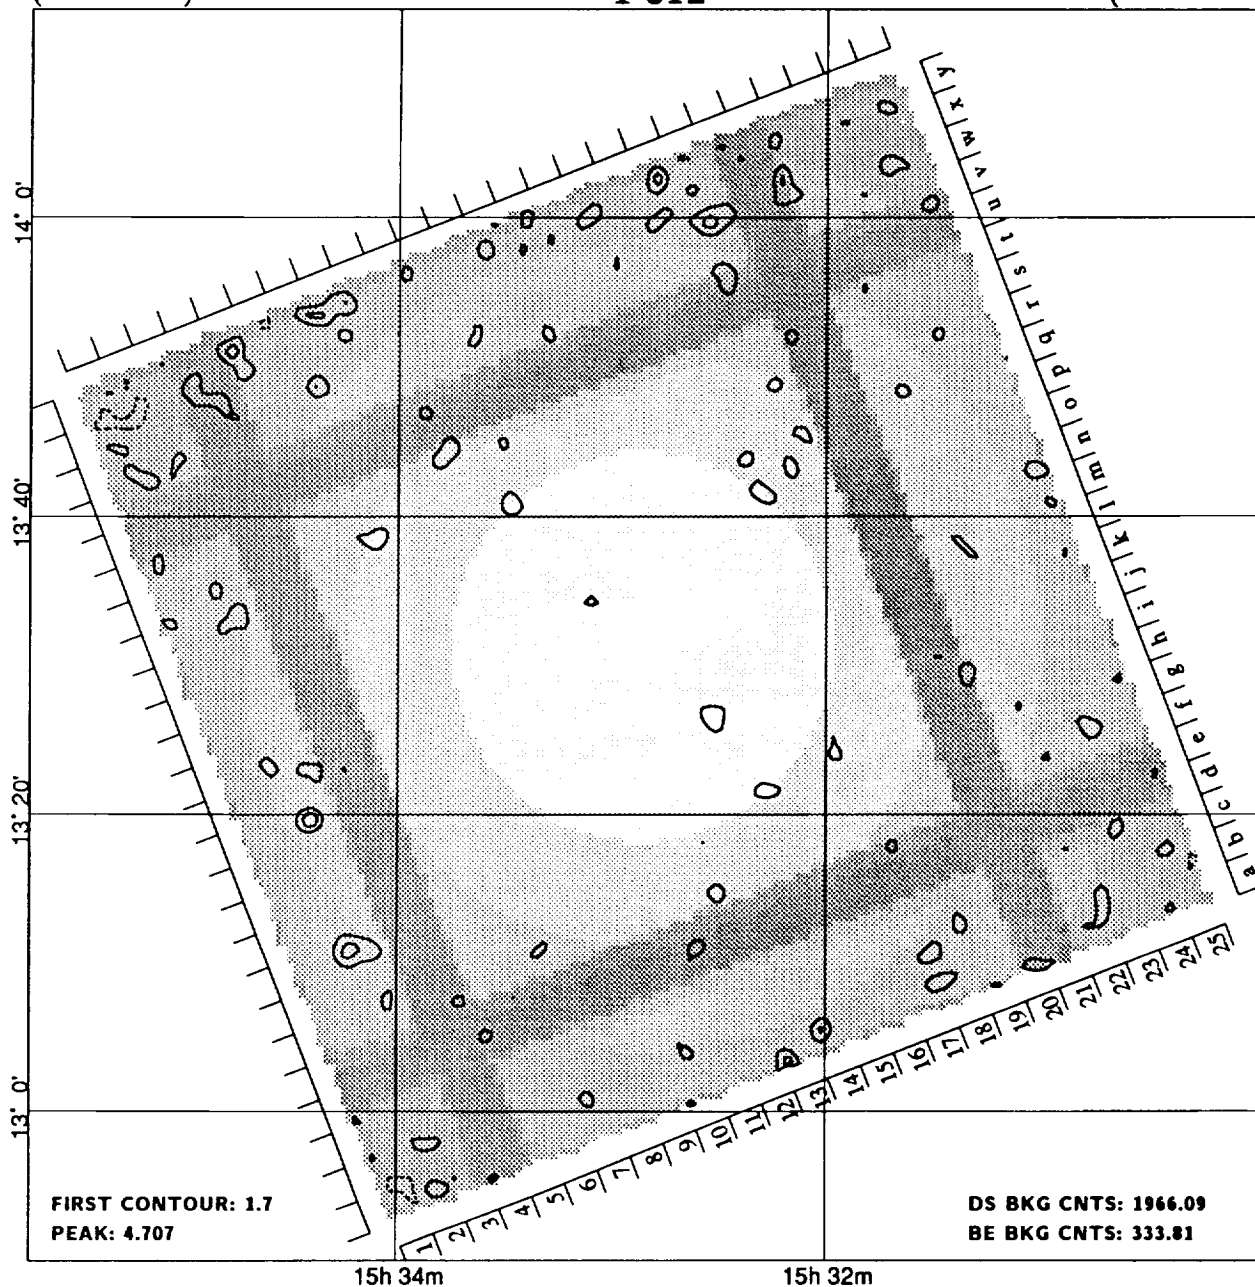 14° 0'
13° 40'
13° 20'
13° 0'
y
x
w
v
u
t
s
r
q
p
o
n
m
l
k
j
i
h
g
f
e
d
c
b
a
1
2
3
4
5
6
7
8
9
10
11
12
13
14
15
16
17
18
19
20
21
22
23
24
25
FIRST CONTOUR: 1.7
PEAK: 4.707
DS BKG CNTS: 1966.09
BE BKG CNTS: 333.81
15h 34m
15h 32m